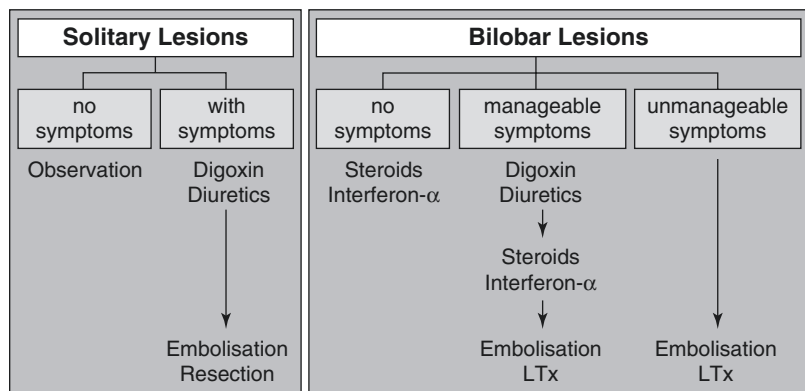 Solitary Lesions
no
symptoms
Observation
with
symptoms
Digoxin
Diuretics
Embolisation
Resection
Bilobar Lesions
no
symptoms
Steroids
Interferon-α
manageable
symptoms
Digoxin
Diuretics
Steroids
Interferon-α
Embolisation
LTx
unmanageable
symptoms
Embolisation
LTx